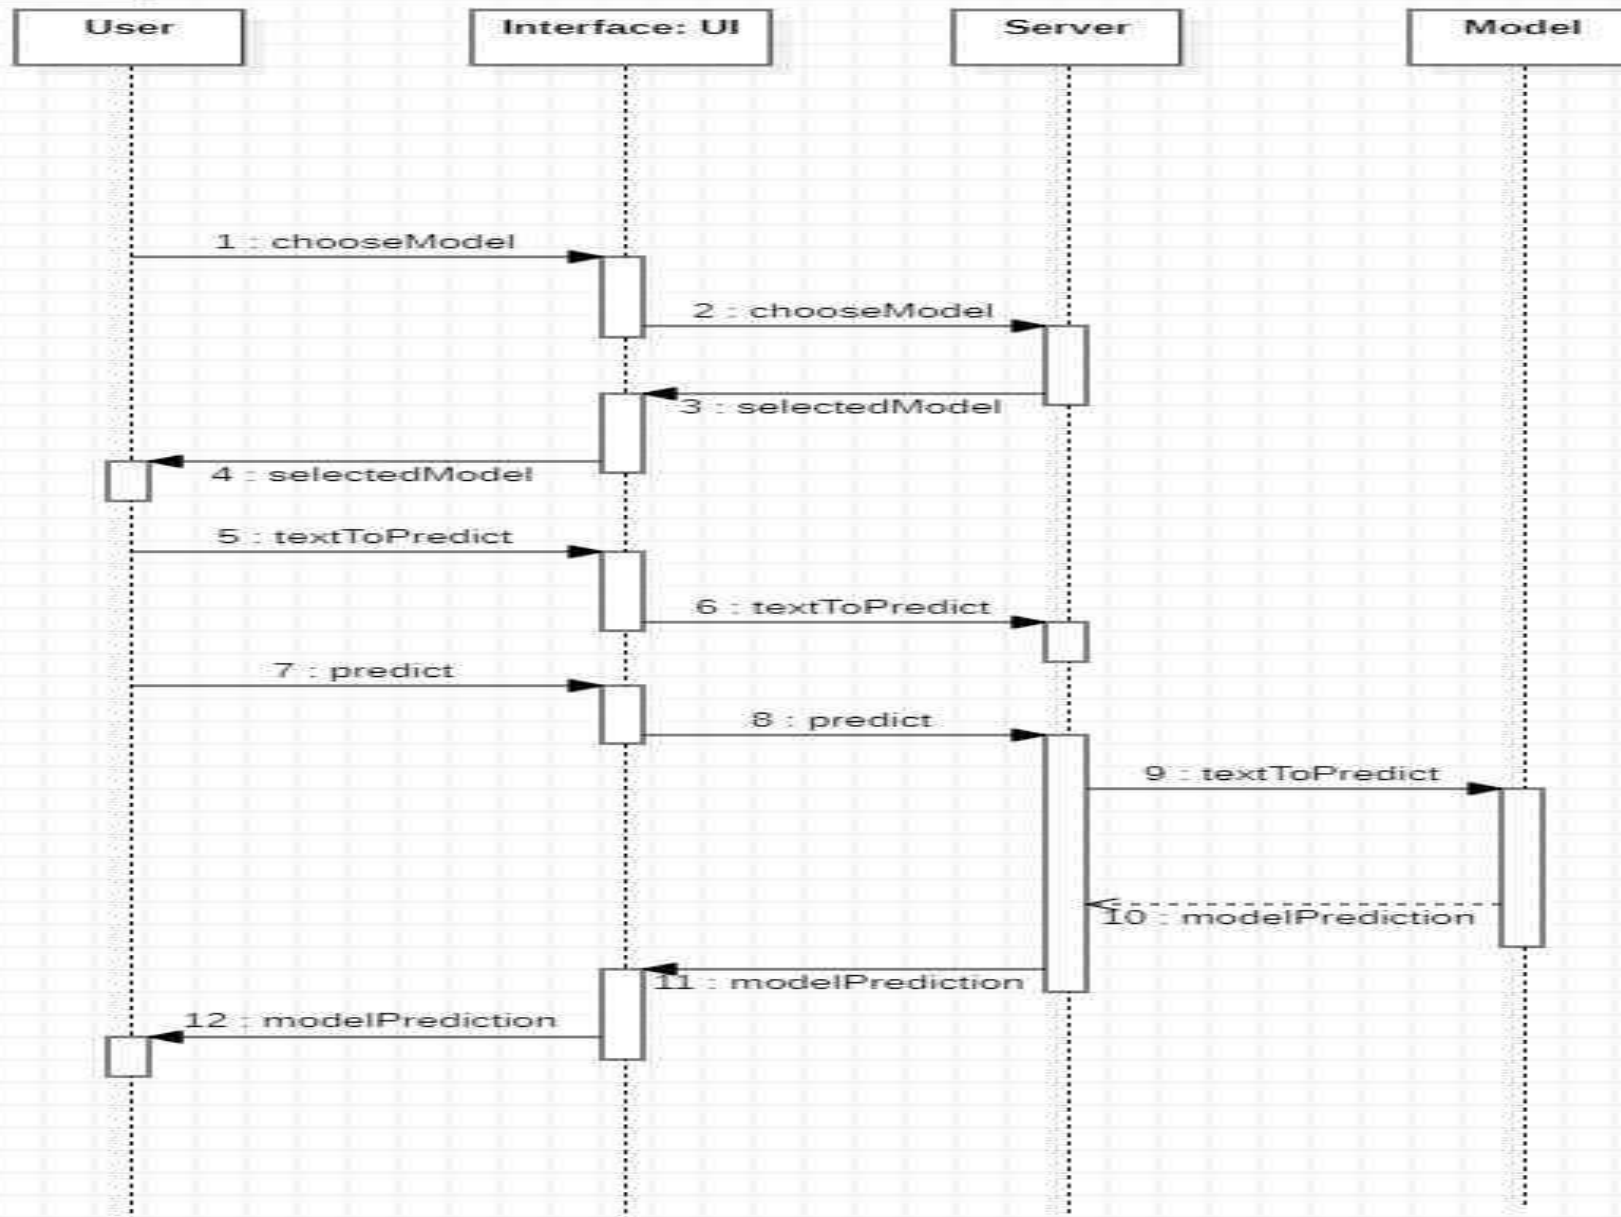 User
Interface: UI
Server
Model
1 : chooseModel
2 : chooseModel
3 : selectedModel
4 : selectedModel
5 : textToPredict
6 : textToPredict
7 : predict
8 : predict
9 : textToPredict
10 : modelPrediction
11 : modelPrediction
12 : modelPrediction